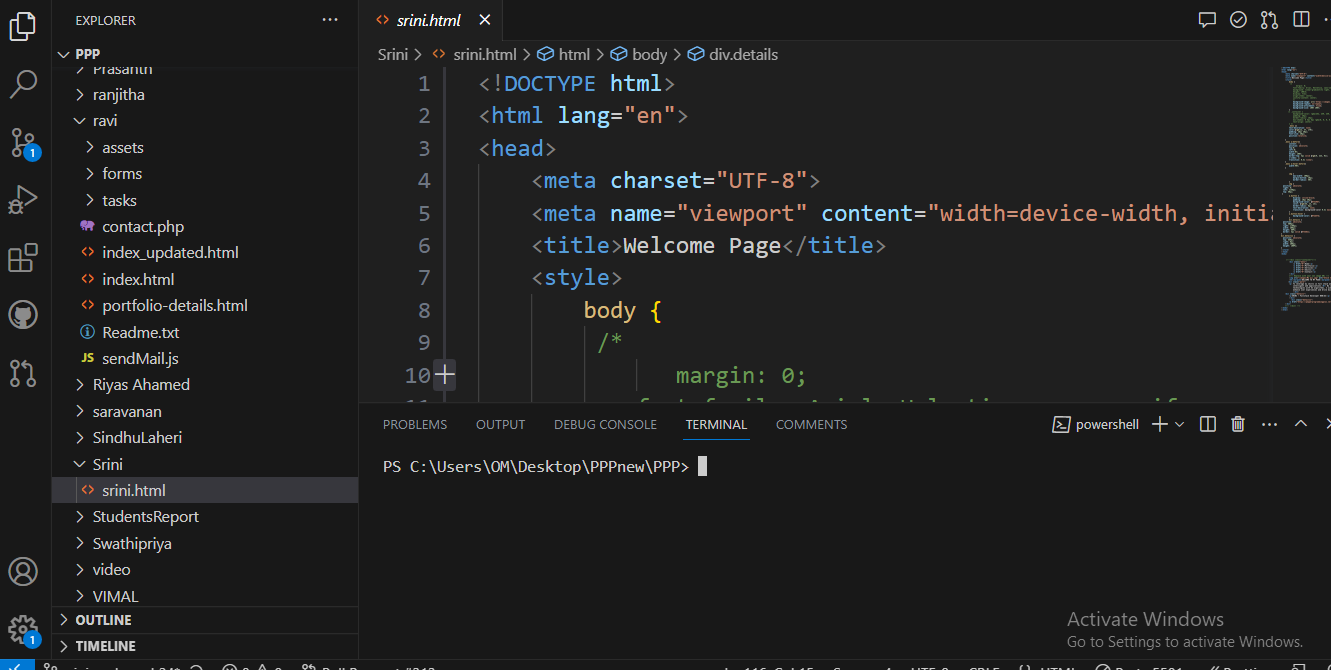 EXPLORER
PPP
Prasanth
ranjitha
ravi
assets
forms
tasks
contact.php
index_updated.html
index.html
portfolio-details.html
Readme.txt
JS sendMail.js
Riyas Ahamed
saravanan
SindhuLaheri
Srini
srini.html
StudentsReport
Swathipriya
video
VIMAL
OUTLINE
TIMELINE
1
1
srini.html
Srini > srini.html > html > body > div.details
1 <!DOCTYPE html>
2 <html lang="en">
3 <head>
4 <meta charset="UTF-8">
5 <meta name="viewport" content="width=device-width, initia
6 <title>Welcome Page</title>
7 <style>
8 body {
9 /*
10 margin: 0;
PROBLEMS OUTPUT DEBUG CONSOLE TERMINAL COMMENTS
powershell
PS C:\Users\OM\Desktop\PPPnew\PPP>
Activate Windows
Go to Settings to activate Windows.